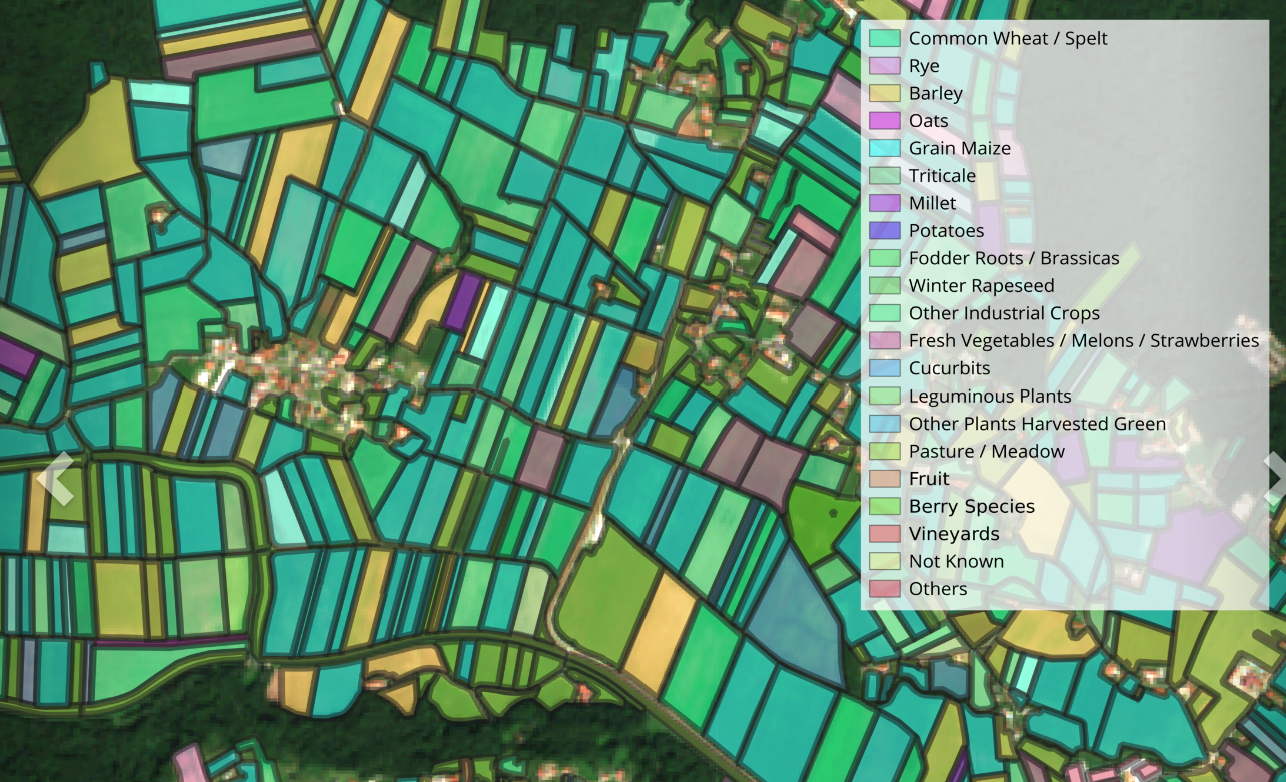 Common Wheat / Spelt
Rye
Barley
Oats
Grain Maize
Triticale
Millet
Potatoes
Fodder Roots / Brassicas
Winter Rapeseed
Other Industrial Crops
Fresh Vegetables / Melons / Strawberries
Cucurbits
Leguminous Plants
Other Plants Harvested Green
Pasture / Meadow
Fruit
Berry Species
Vineyards
Not Known
Others